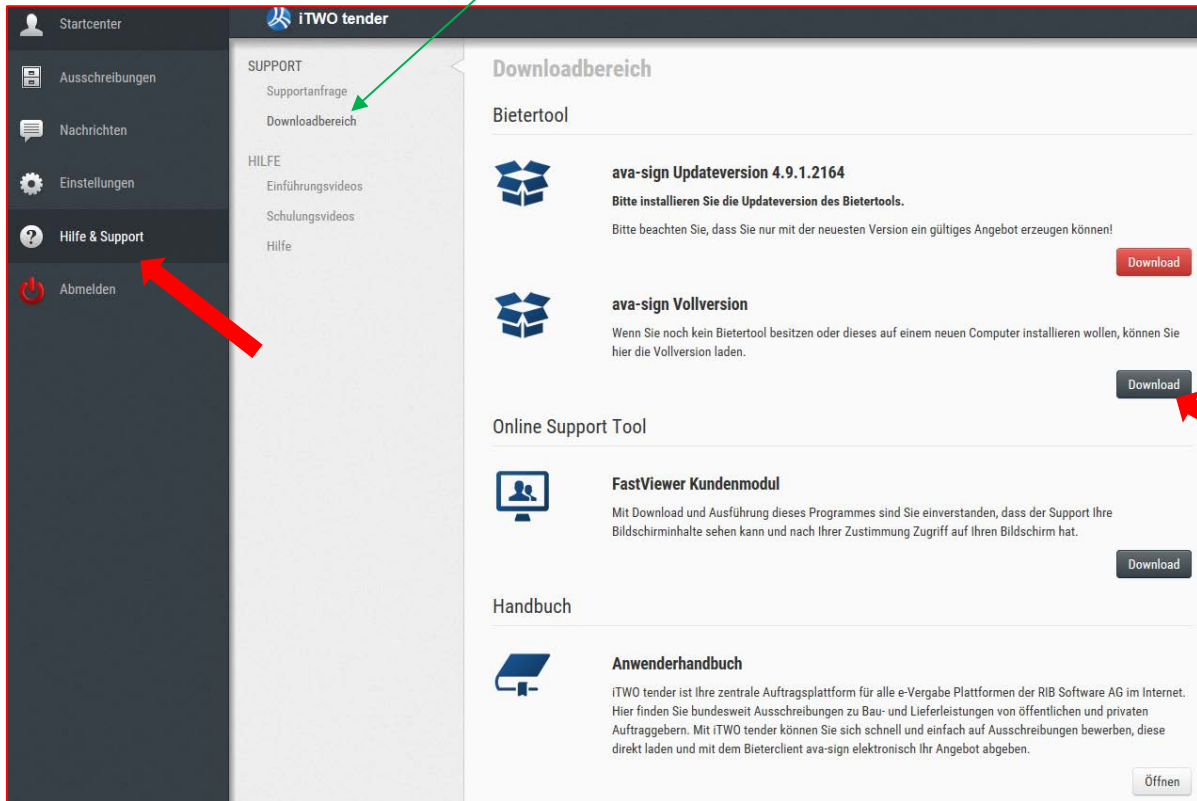 Startcenter
Ausschreibungen
Nachrichten
Einstellungen
Hilfe & Support
Abmelden
iTWO tender
SUPPORT
Supportanfrage
Downloadbereich
HILFE
Einführungsvideos
Schulungsvideos
Hilfe
Downloadbereich
Bietertool
ava-sign Updateversion 4.9.1.2164
Bitte installieren Sie die Updateversion des Bietertools.
Bitte beachten Sie, dass Sie nur mit der neuesten Version ein gültiges Angebot erzeugen können!
Download
ava-sign Vollversion
Wenn Sie noch kein Bietertool besitzen oder dieses auf einem neuen Computer installieren wollen, können Sie
hier die Vollversion laden.
Download
Online Support Tool
FastViewer Kundenmodul
Mit Download und Ausführung dieses Programmes sind Sie einverstanden, dass der Support Ihre
Bildschirminhalte sehen kann und nach Ihrer Zustimmung Zugriff auf Ihren Bildschirm hat.
Download
Handbuch
Anwenderhandbuch
iTWO tender ist Ihre zentrale Auftragsplattform für alle e-Vergabe Plattformen der RIB Software AG im Internet.
Hier finden Sie bundesweit Ausschreibungen zu Bau- und Lieferleistungen von öffentlichen und privaten
Auftraggebern. Mit iTWO tender können Sie sich schnell und einfach auf Ausschreibungen bewerben, diese
direkt laden und mit dem Bieterclient ava-sign elektronisch Ihr Angebot abgeben.
Öffnen